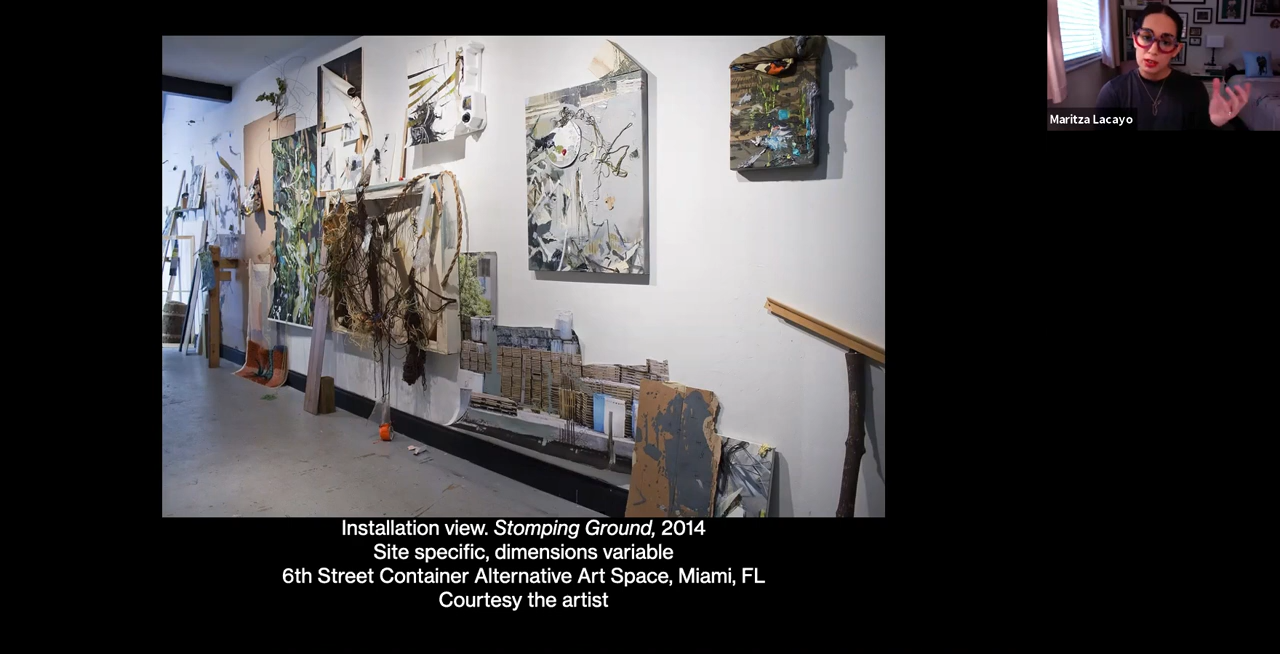 Maritza Lacayo
Installation view. Stomping Ground, 2014
Site specific, dimensions variable
6th Street Container Alternative Art Space, Miami, FL
Courtesy the artist